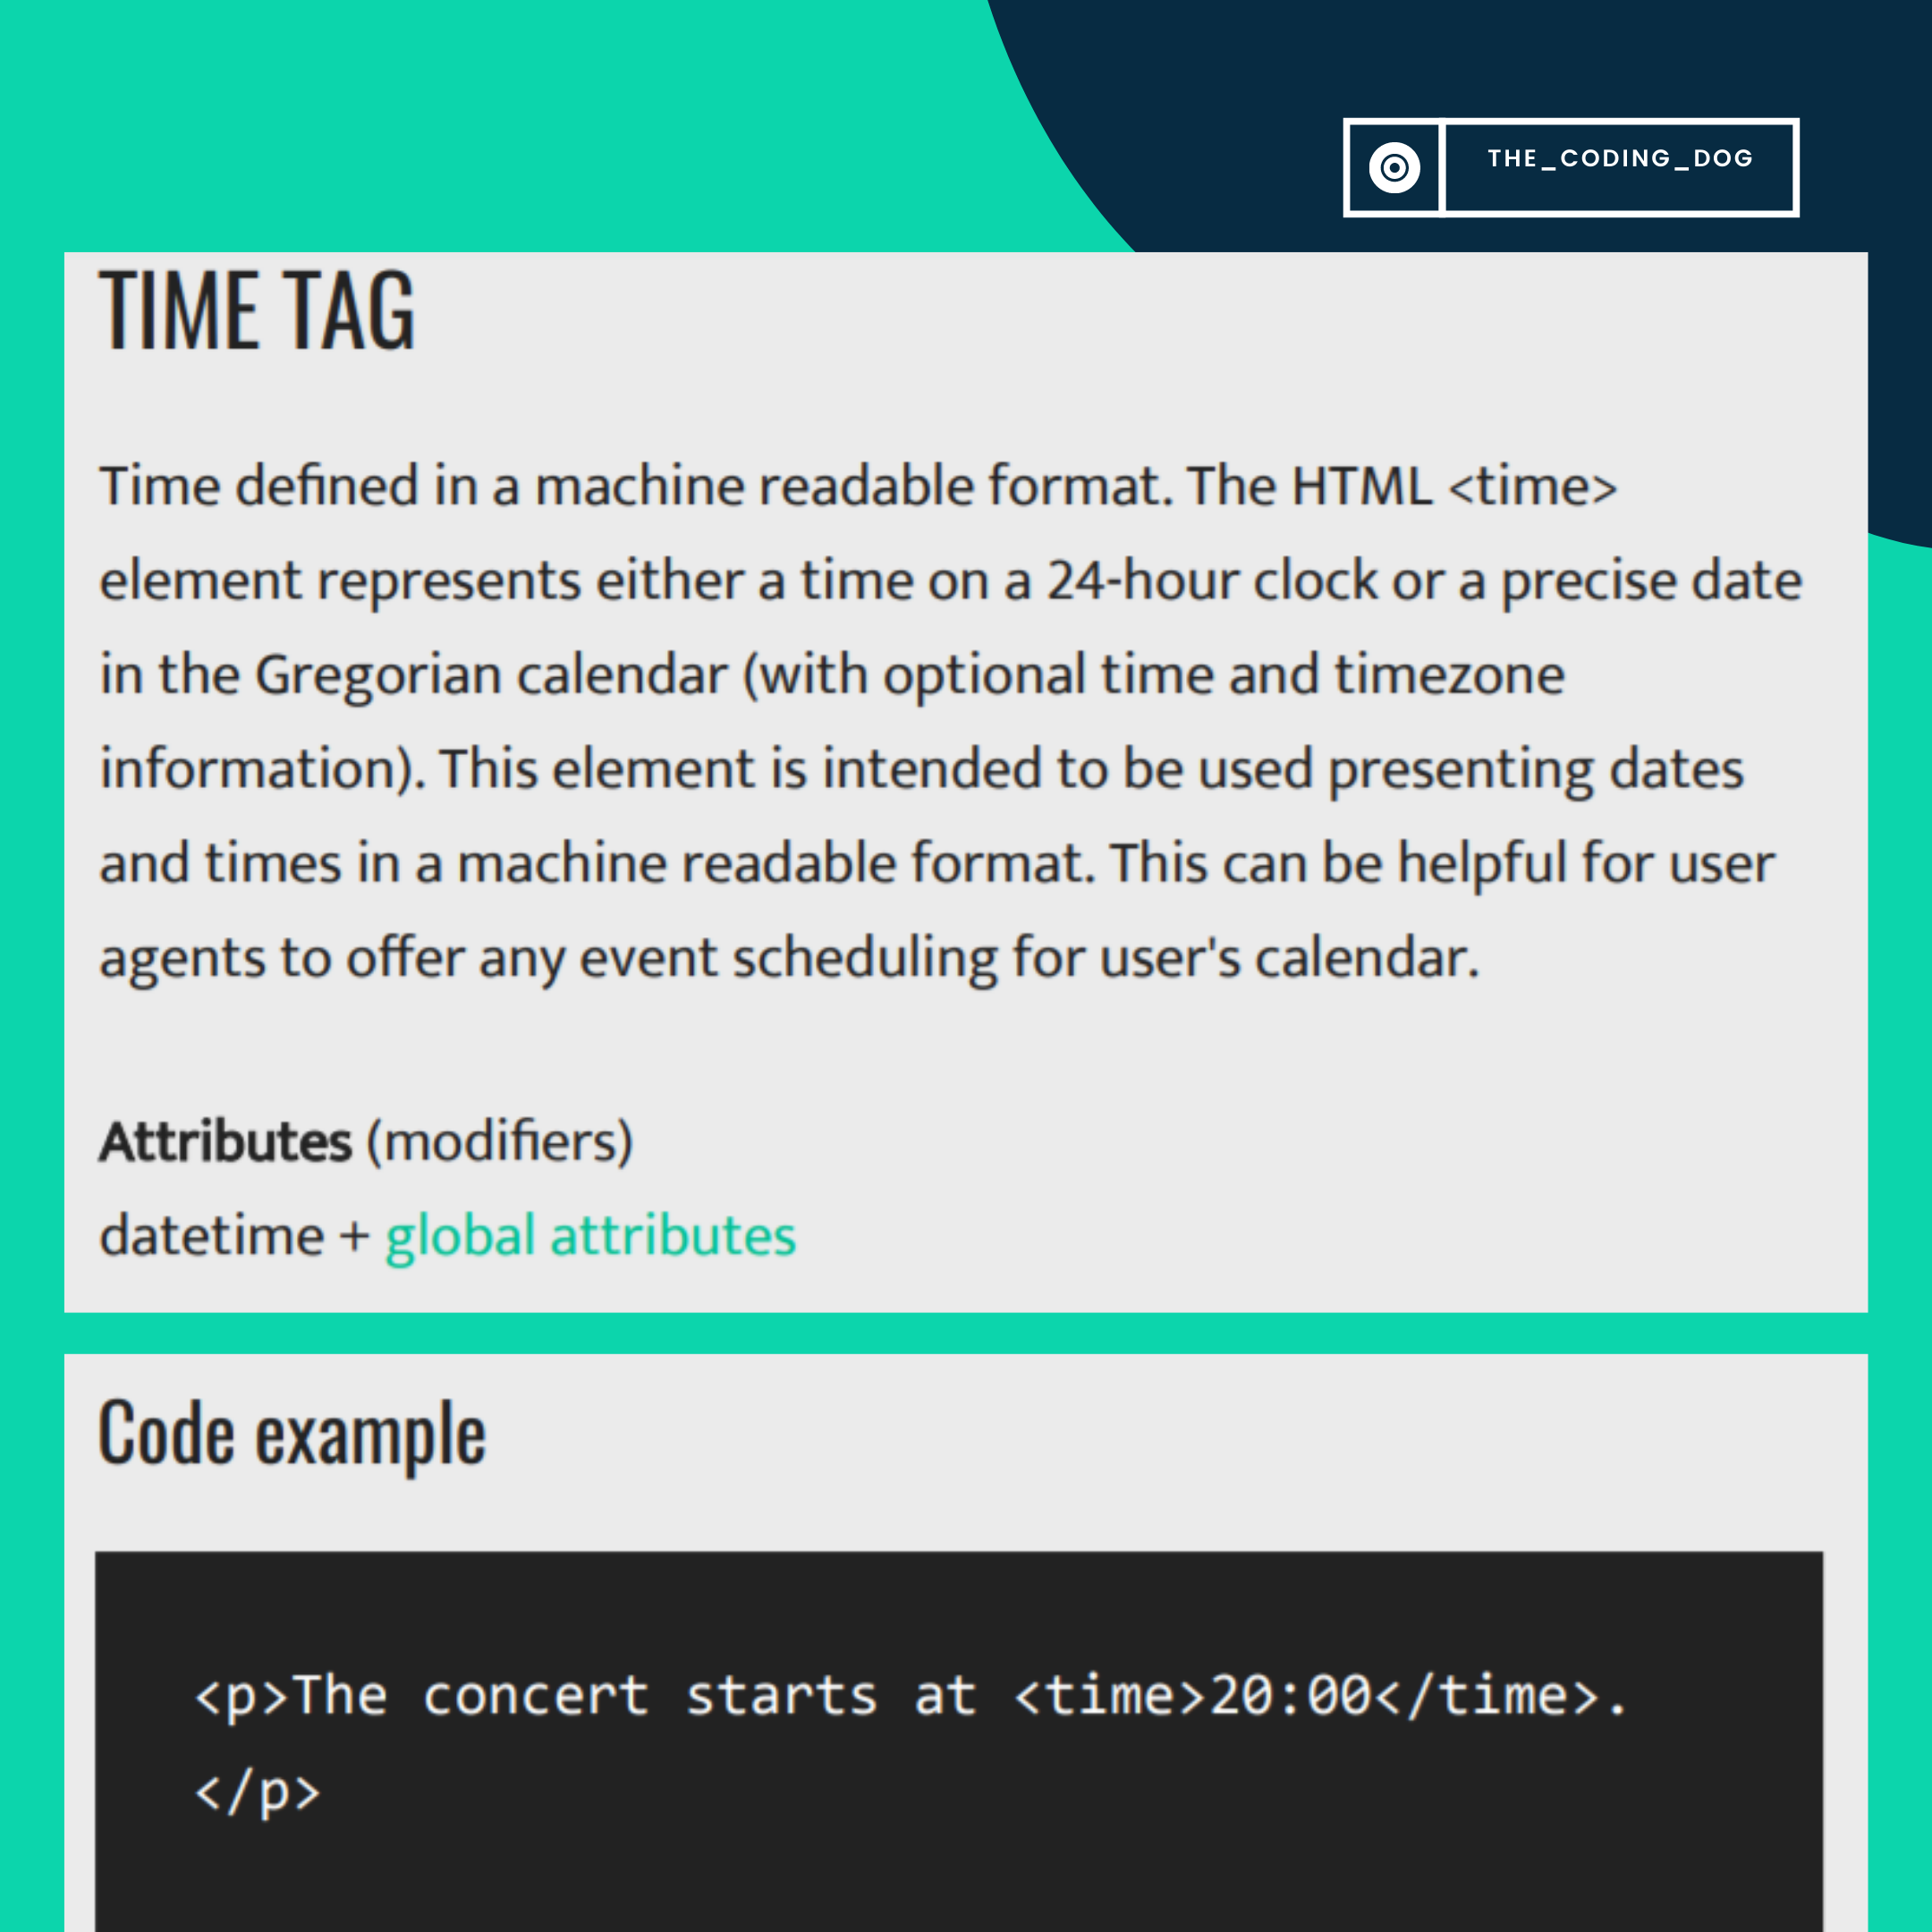 THE_CODING_DOG
TIME TAG
Time defined in a machine readable format. The HTML <time>
element represents either a time on a 24-hour clock or a precise date
in the Gregorian calendar (with optional time and timezone
information). This element is intended to be used presenting dates
and times in a machine readable format. This can be helpful for user
agents to offer any event scheduling for user's calendar.
Attributes (modifiers)
datetime + global attributes
Code example
<p>The concert starts at <time>20:00</time>.
</p>